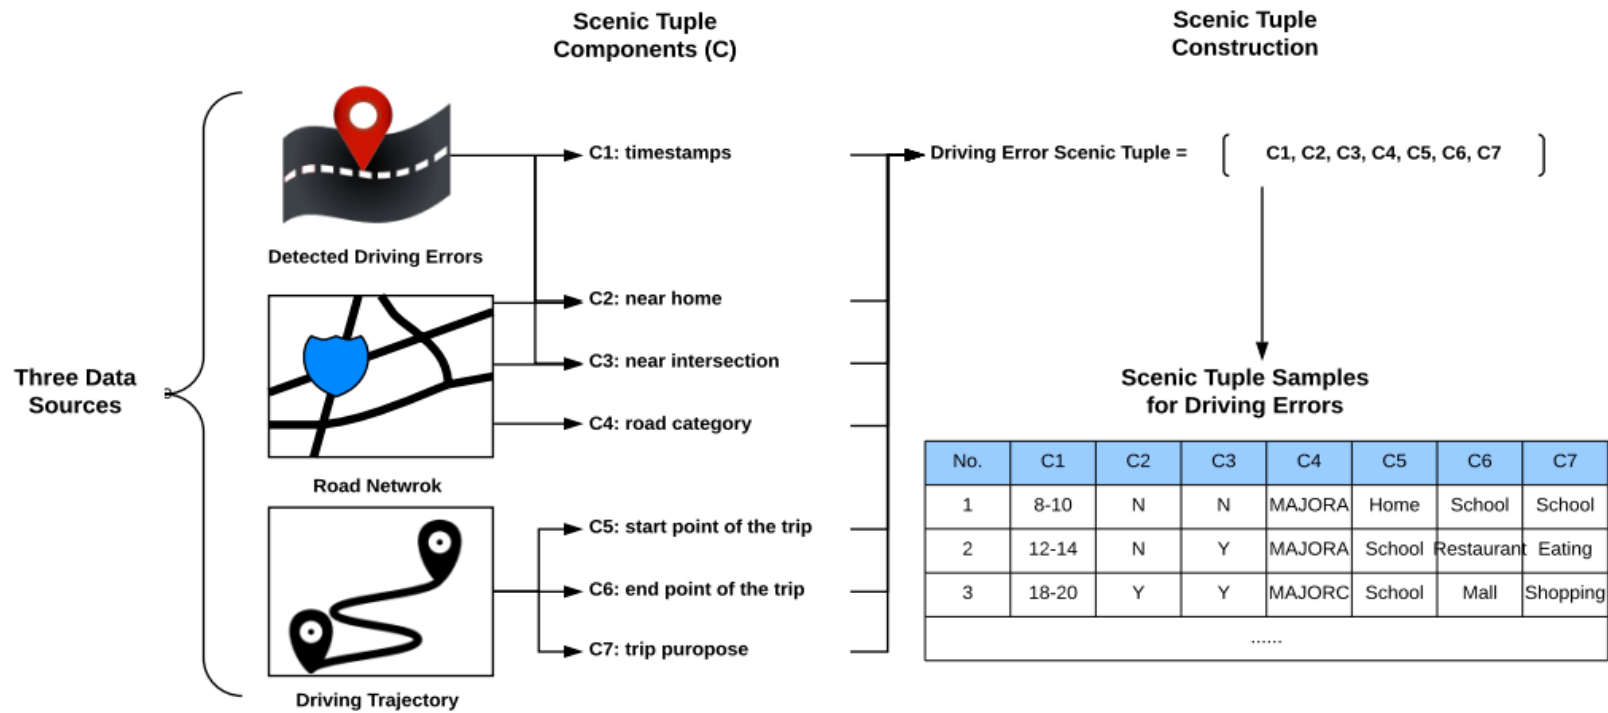 Scenic Tuple
Components (C)
Scenic Tuple
Construction
Three Data
Sources
Detected Driving Errors
Road Netwrok
Driving Trajectory
C1: timestamps
C2: near home
C3: near intersection
C4: road category
C5: start point of the trip
C6: end point of the trip
C7: trip puropose
Driving Error Scenic Tuple = [ C1, C2, C3, C4, C5, C6, C7 ]
Scenic Tuple Samples
for Driving Errors
No. C1 C2 C3 C4 C5 C6 C7
1 8-10 N N MAJORA Home School School
2 12-14 N Y MAJORA School Restaurant Eating
3 18-20 Y Y MAJORC School Mall Shopping
......